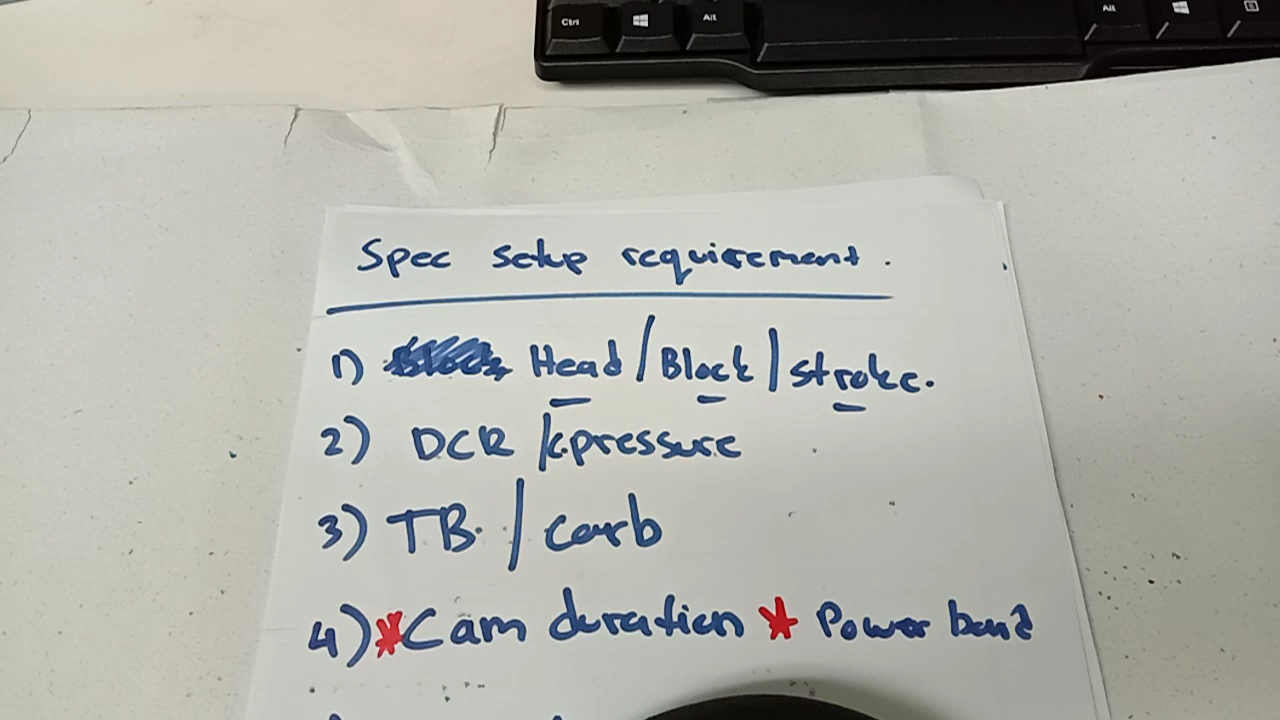 Ctrl Alt Alt
Spec setup requirement.
1) Head / Block / stroke.
2) DCR / c.pressure
3) TB. / carb
4) *Cam duration * Power band